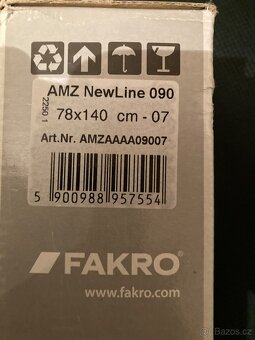 AMZ NewLine 090
2250 1
78x140 cm - 07
Art.Nr. AMZAAAA09007
5 900988 957554
FAKRO®
www.fakro.com
Bazoš.cz